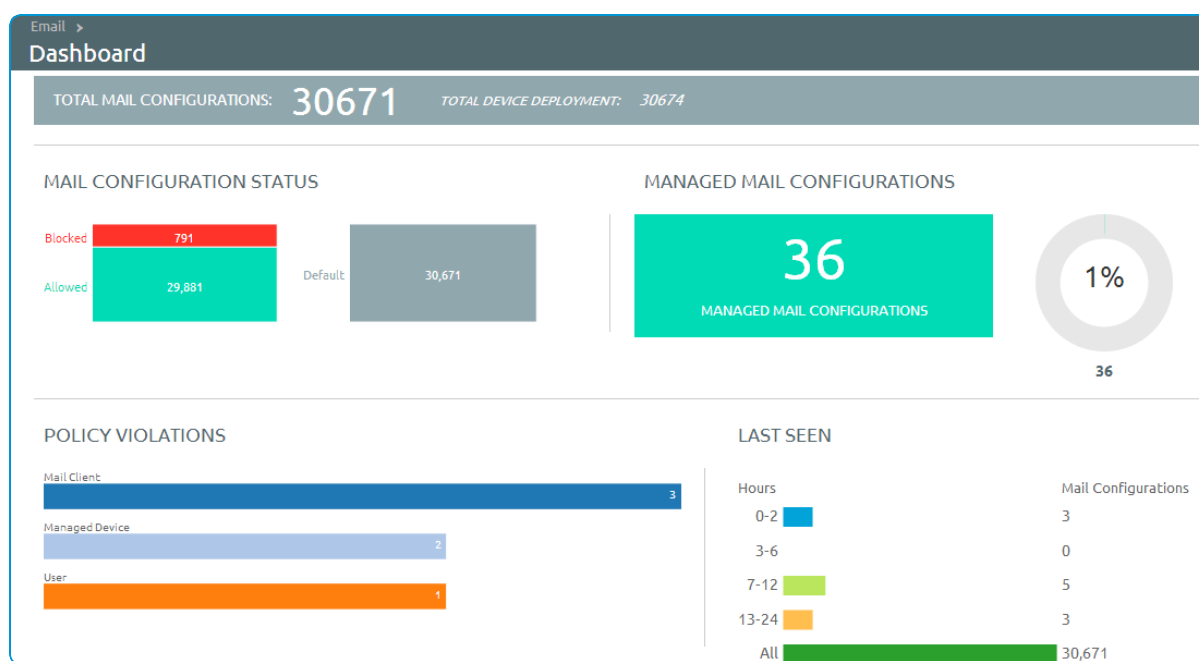 Email >
Dashboard
TOTAL MAIL CONFIGURATIONS: 30671 TOTAL DEVICE DEPLOYMENT: 30674
MAIL CONFIGURATION STATUS
Blocked 791
Allowed 29,881
Default 30,671
MANAGED MAIL CONFIGURATIONS
36
MANAGED MAIL CONFIGURATIONS
1%
36
POLICY VIOLATIONS
Mail Client
3
Managed Device
2
User
1
LAST SEEN
Hours Mail Configurations
0-2 3
3-6 0
7-12 5
13-24 3
All 30,671